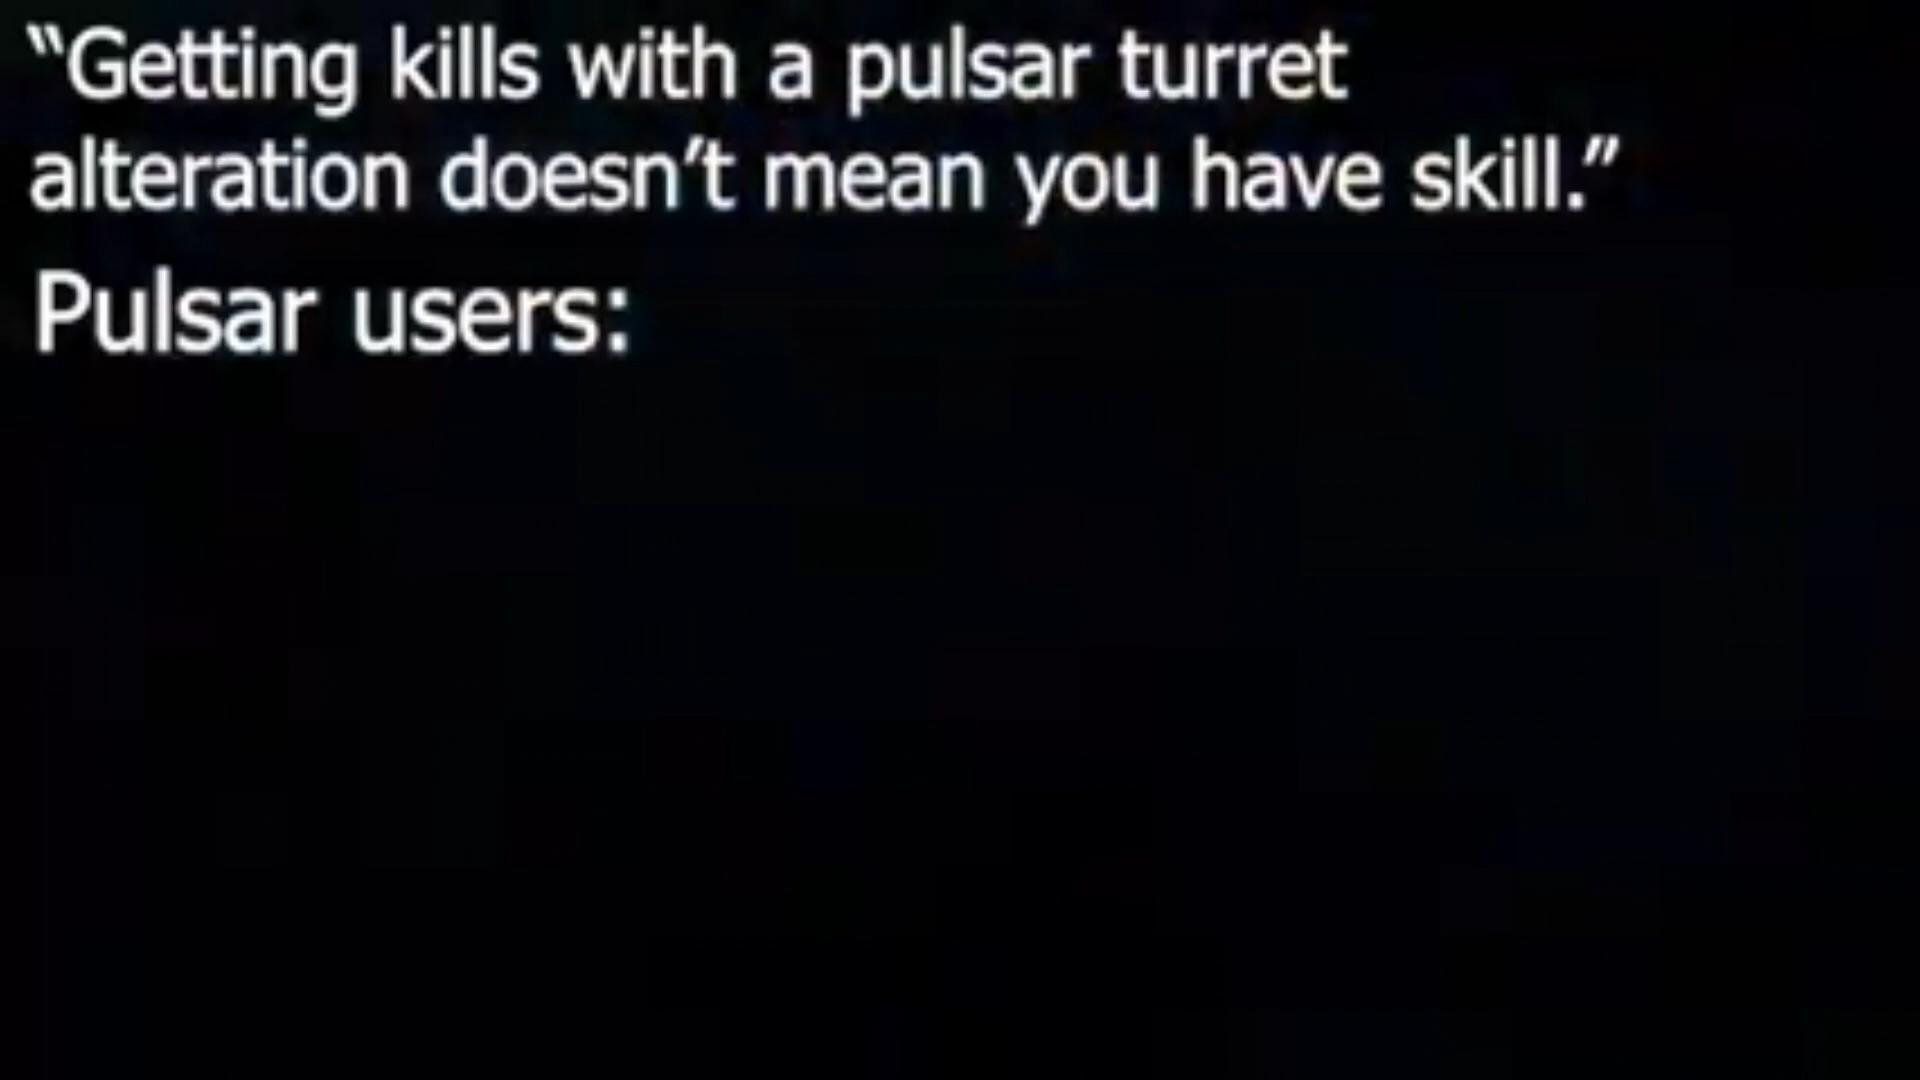 “Getting kills with a pulsar turret
alteration doesn’t mean you have skill.”
Pulsar users: